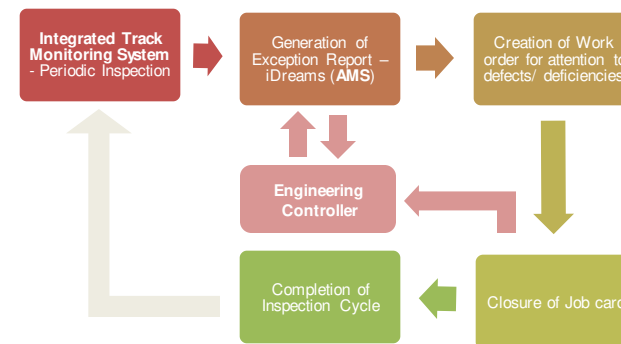 Integrated Track
Monitoring System
- Periodic Inspection
Generation of
Exception Report –
iDreams (AMS)
Creation of Work
order for attention to
defects/ deficiencies
Engineering
Controller
Completion of
Inspection Cycle
Closure of Job card